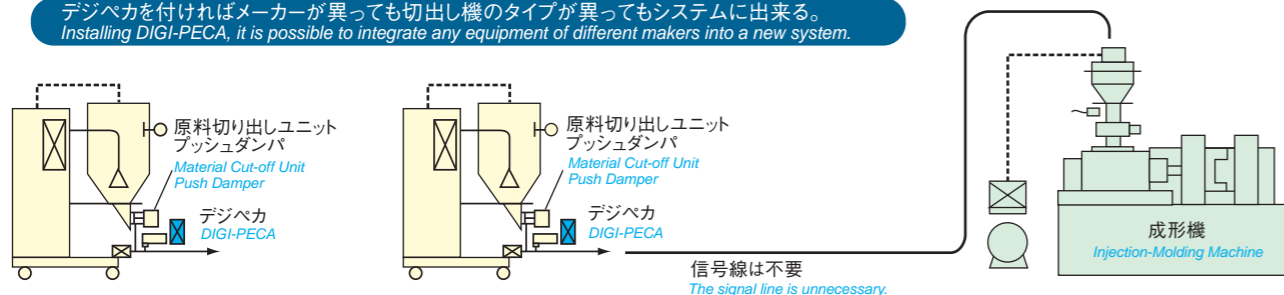 デジペカを付ければメーカーが異っても切出し機のタイプが異ってもシステムに出来る。
Installing DIGI-PECA, it is possible to integrate any equipment of different makers into a new system.
原料切り出しユニット
プッシュダンパ
Material Cut-off Unit
Push Damper
デジペカ
DIGI-PECA
原料切り出しユニット
プッシュダンパ
Material Cut-off Unit
Push Damper
デジペカ
DIGI-PECA
信号線は不要
The signal line is unnecessary.
成形機
Injection-Molding Machine